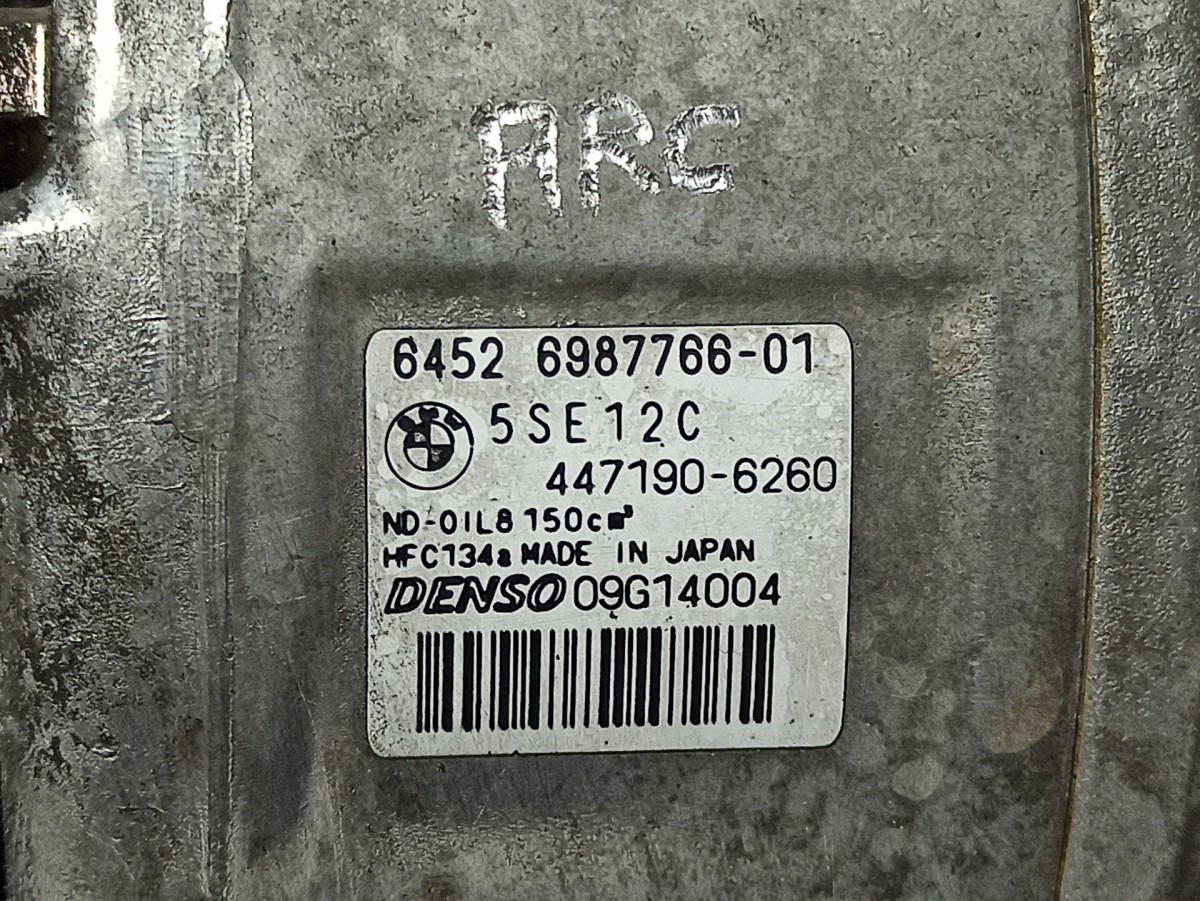 ARC
6452 6987766-01
5SE12C
447190-6260
ND-OIL8 150cm³
HFC134a MADE IN JAPAN
DENSO 09G14004